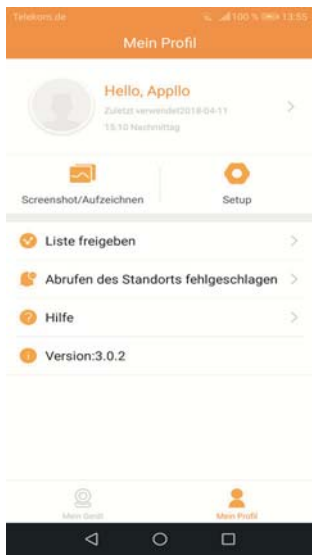 Telekom.de 100 % 13:55
Mein Profil
Hello, Appllo
Zuletzt verwendet2018-04-11
15:10 Nachmittag
Screenshot/Aufzeichnen
Setup
Liste freigeben
Abrufen des Standorts fehlgeschlagen
Hilfe
Version:3.0.2
Mein Gerät
Mein Profil